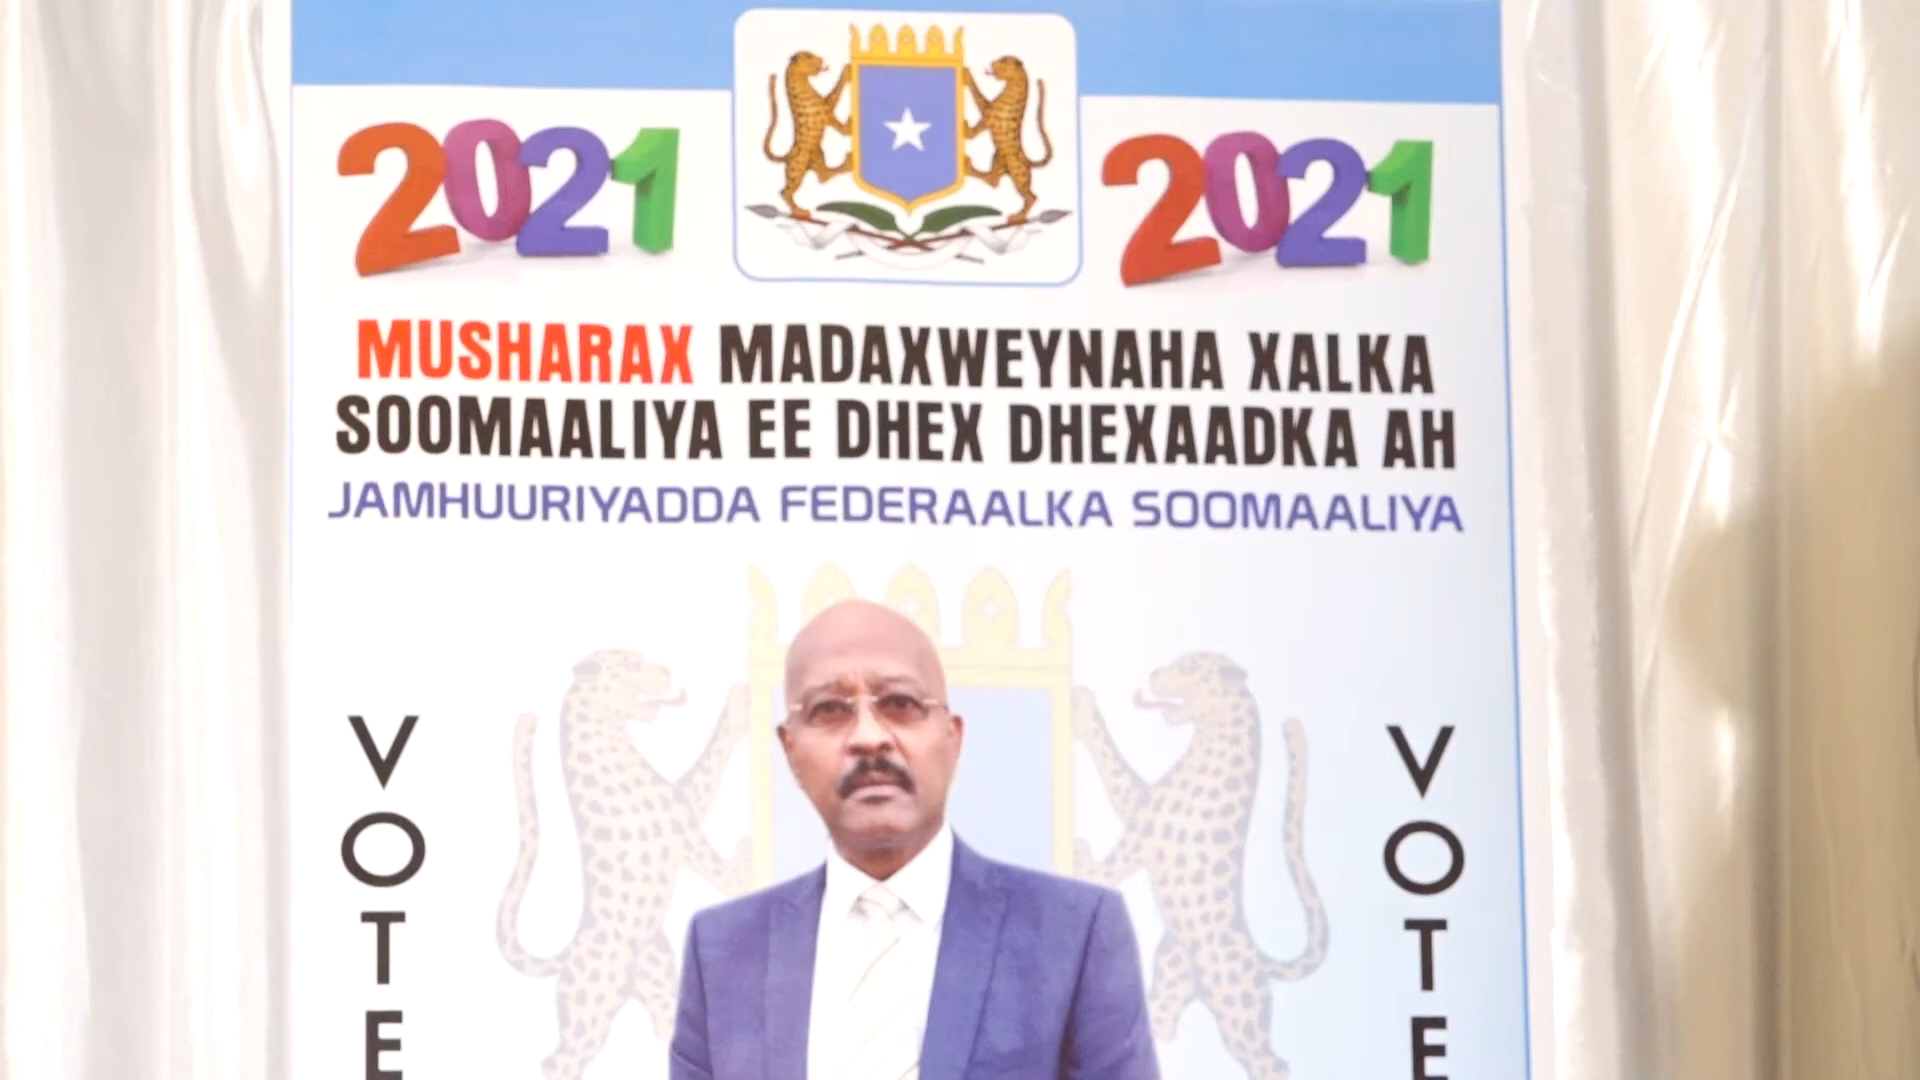 2021 2021
MUSHARAX MADAXWEYNAHA XALKA
SOOMAALIYA EE DHEX DHEXAADKA AH
JAMHUURIYADDA FEDERAALKA SOOMAALIYA
VOTE
VOTE